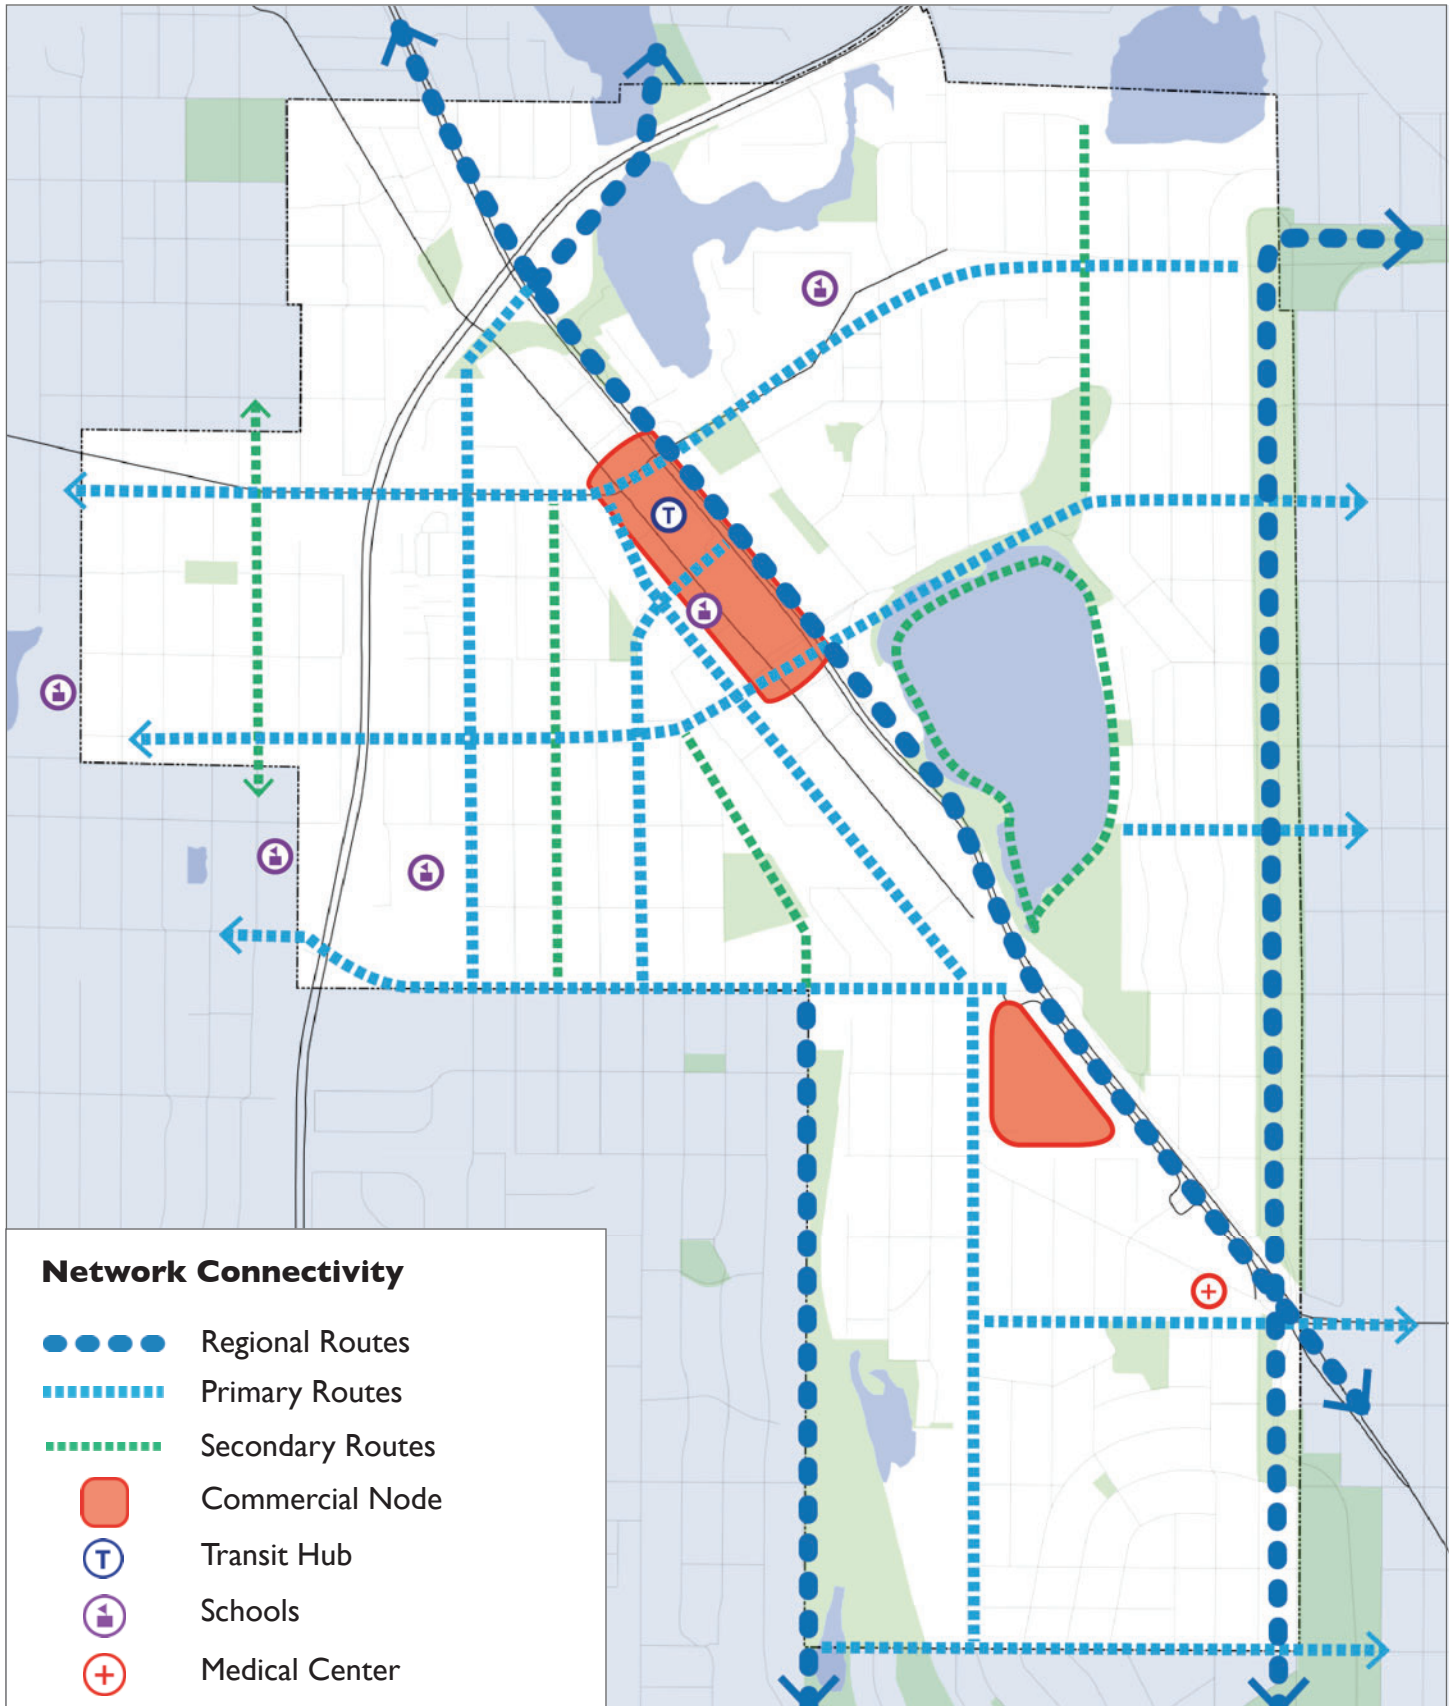 T
Network Connectivity
Regional Routes
Primary Routes
Secondary Routes
Commercial Node
T Transit Hub
Schools
Medical Center